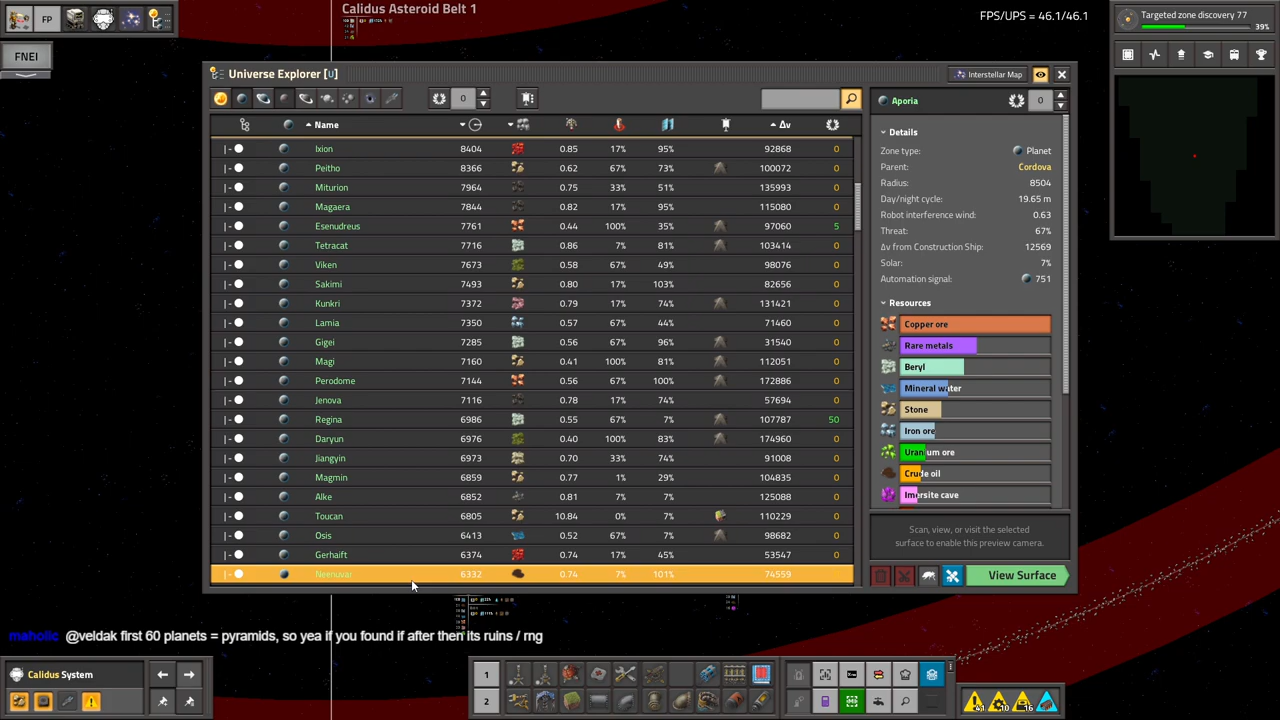 Calidus Asteroid Belt 1
FP
FPS/UPS = 46.1/46.1
Targeted zone discovery 77
39%
FNEI
Universe Explorer [U]
Interstellar Map
0
Name
Δv
Ixion 8404 0.85 17% 95% 92868 0
Peitho 8366 0.62 67% 73% 100072 0
Miturion 7964 0.75 33% 51% 135993 0
Magaera 7844 0.82 17% 95% 115080 0
Esenudreus 7761 0.44 100% 35% 97060 5
Tetracat 7716 0.86 7% 81% 103414 0
Viken 7673 0.58 67% 49% 98076 0
Sakimi 7493 0.80 17% 103% 82656 0
Kunkri 7372 0.79 17% 74% 131421 0
Lamia 7350 0.57 67% 44% 71460 0
Gigei 7285 0.56 67% 96% 31540 0
Magi 7160 0.41 100% 81% 112051 0
Perodome 7144 0.56 67% 100% 172886 0
Jenova 7116 0.78 17% 74% 57694 0
Regina 6986 0.55 67% 7% 107787 50
Daryun 6976 0.40 100% 83% 174960 0
Jiangyin 6973 0.70 33% 74% 91008 0
Magmin 6859 0.77 1% 29% 104835 0
Alke 6852 0.81 7% 7% 125088 0
Toucan 6805 10.84 0% 7% 110229 0
Osis 6413 0.52 67% 7% 98682 0
Gerhaift 6374 0.74 17% 45% 53547 0
Neenuvar 6332 0.74 7% 101% 74559 0
Aporia
0
Details
Zone type: Planet
Parent: Cordova
Radius: 8504
Day/night cycle: 19.65 m
Robot interference wind: 0.63
Threat: 67%
Δv from Construction Ship: 12569
Solar: 7%
Automation signal: 751
Resources
Copper ore
Rare metals
Beryl
Mineral water
Stone
Iron ore
Uranium ore
Crude oil
Imersite cave
Scan, view, or visit the selected
surface to enable this preview camera.
View Surface
maholic @veldak first 60 planets = pyramids, so yea if you found if after then its ruins / rng
Calidus System
1
2